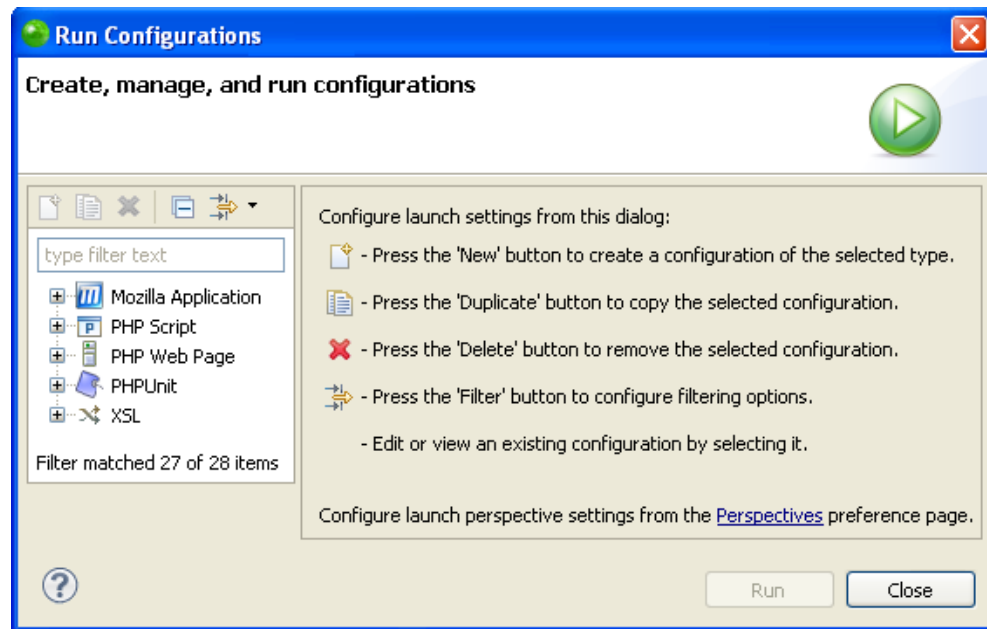 Run Configurations
Create, manage, and run configurations
type filter text
Mozilla Application
PHP Script
PHP Web Page
PHPUnit
XSL
Filter matched 27 of 28 items
Configure launch settings from this dialog:
- Press the 'New' button to create a configuration of the selected type.
- Press the 'Duplicate' button to copy the selected configuration.
- Press the 'Delete' button to remove the selected configuration.
- Press the 'Filter' button to configure filtering options.
- Edit or view an existing configuration by selecting it.
Configure launch perspective settings from the Perspectives preference page.
Run
Close